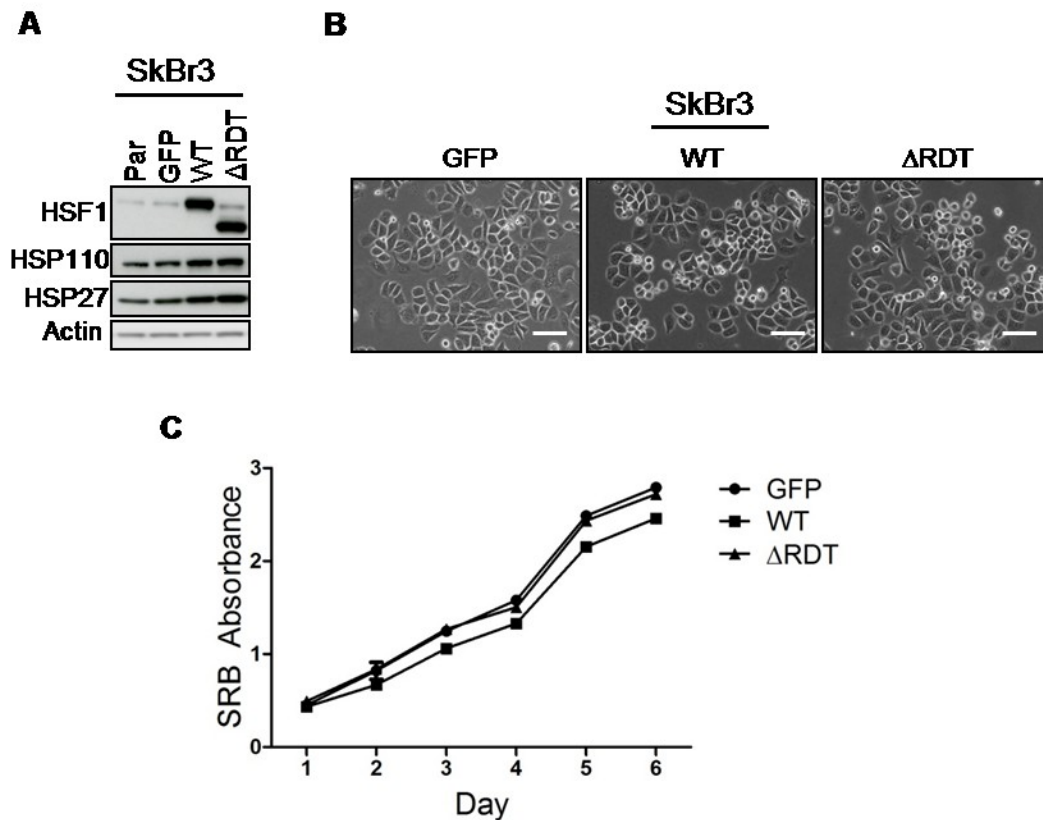 A
SkBr3
Par GFP WT ΔRDT
HSF1
HSP110
HSP27
Actin
B
SkBr3
GFP WT ΔRDT
C
SRB Absorbance
3
2
1
0
1 2 3 4 5 6
Day
GFP
WT
ΔRDT